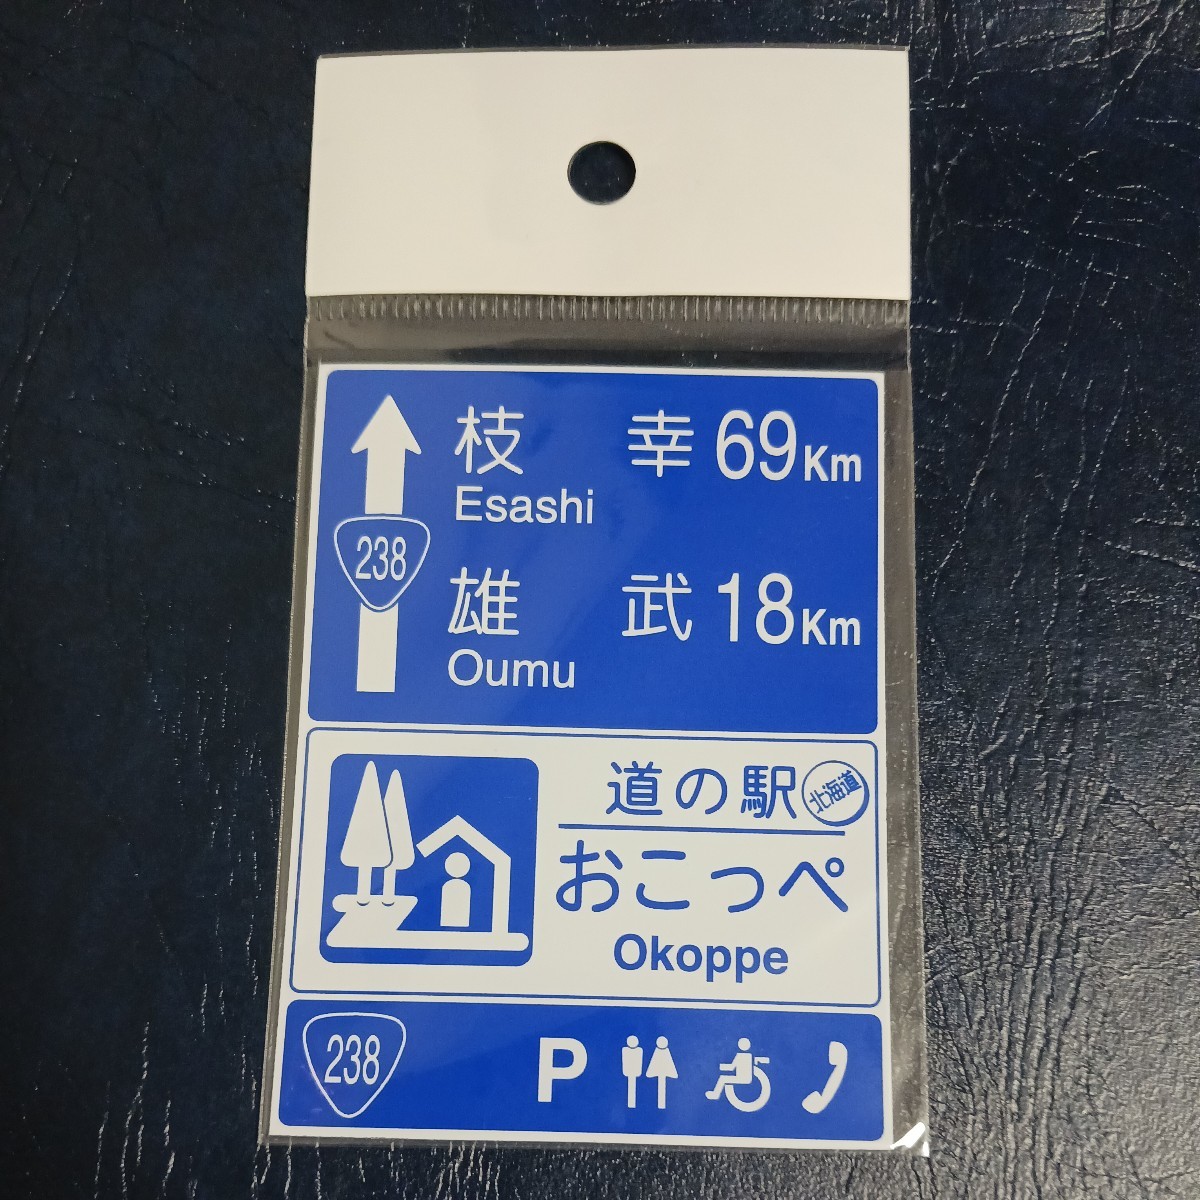 枝 幸 69Km
Esashi
238
雄 武 18Km
Oumu
道の駅 北海道
おこっぺ
Okoppe
238 P